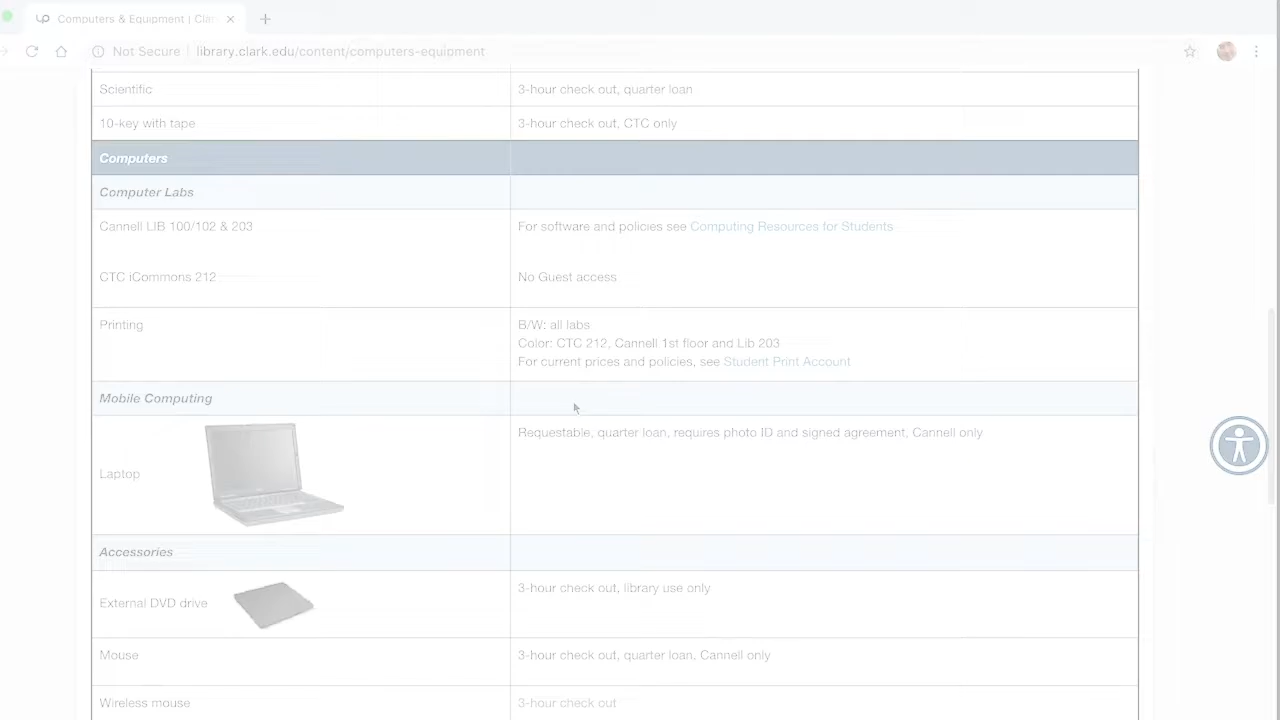 Computers & Equipment | Clar
Not Secure | library.clark.edu/content/computers-equipment
Scientific
3-hour check out, quarter loan
10-key with tape
3-hour check out, CTC only
Computers
Computer Labs
Cannell LIB 100/102 & 203
For software and policies see Computing Resources for Students
CTC iCommons 212
No Guest access
Printing
B/W: all labs
Color: CTC 212, Cannell 1st floor and Lib 203
For current prices and policies, see Student Print Account
Mobile Computing
Laptop
Requestable, quarter loan, requires photo ID and signed agreement, Cannell only
Accessories
External DVD drive
3-hour check out, library use only
Mouse
3-hour check out, quarter loan, Cannell only
Wireless mouse
3-hour check out